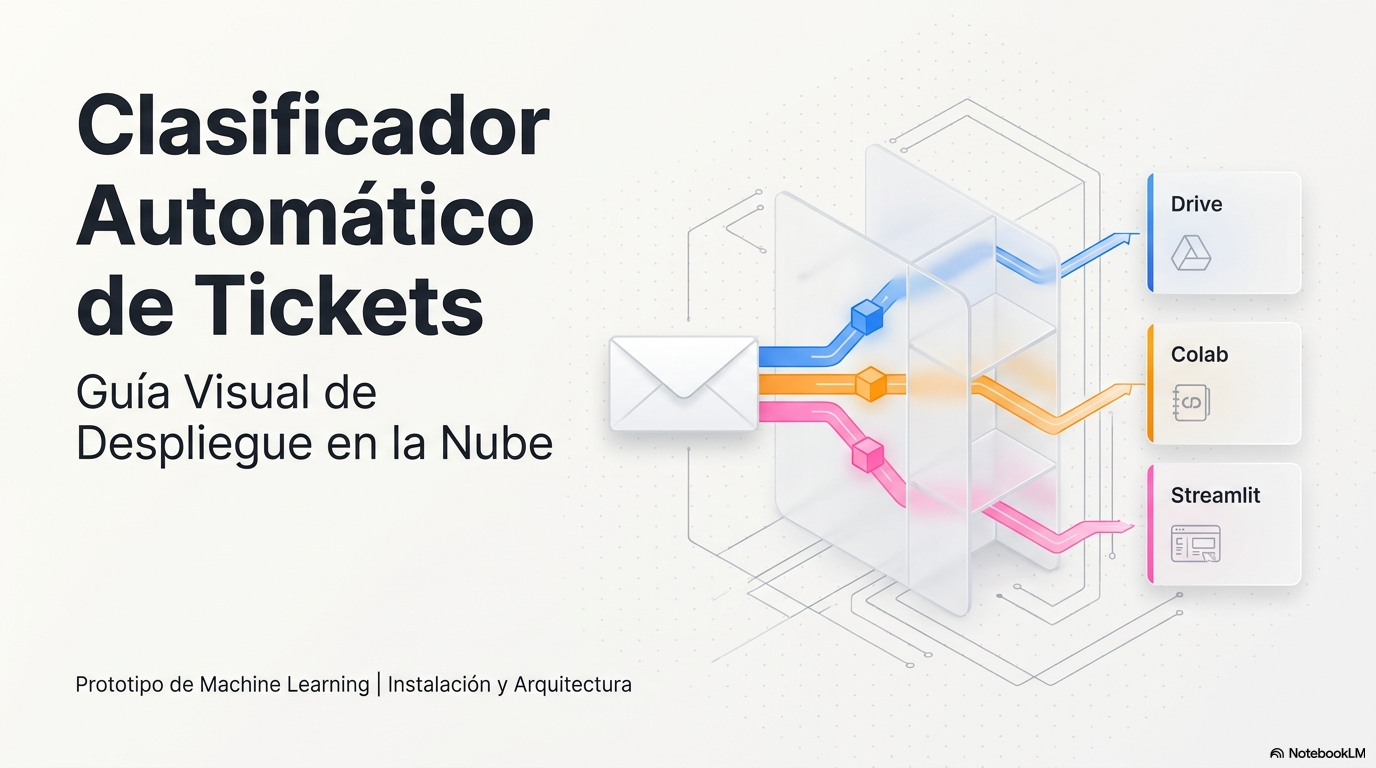 Clasificador
Automático
de Tickets
Guía Visual de
Despliegue en la Nube
Drive
Colab
Streamlit
Prototipo de Machine Learning | Instalación y Arquitectura
NotebookLM